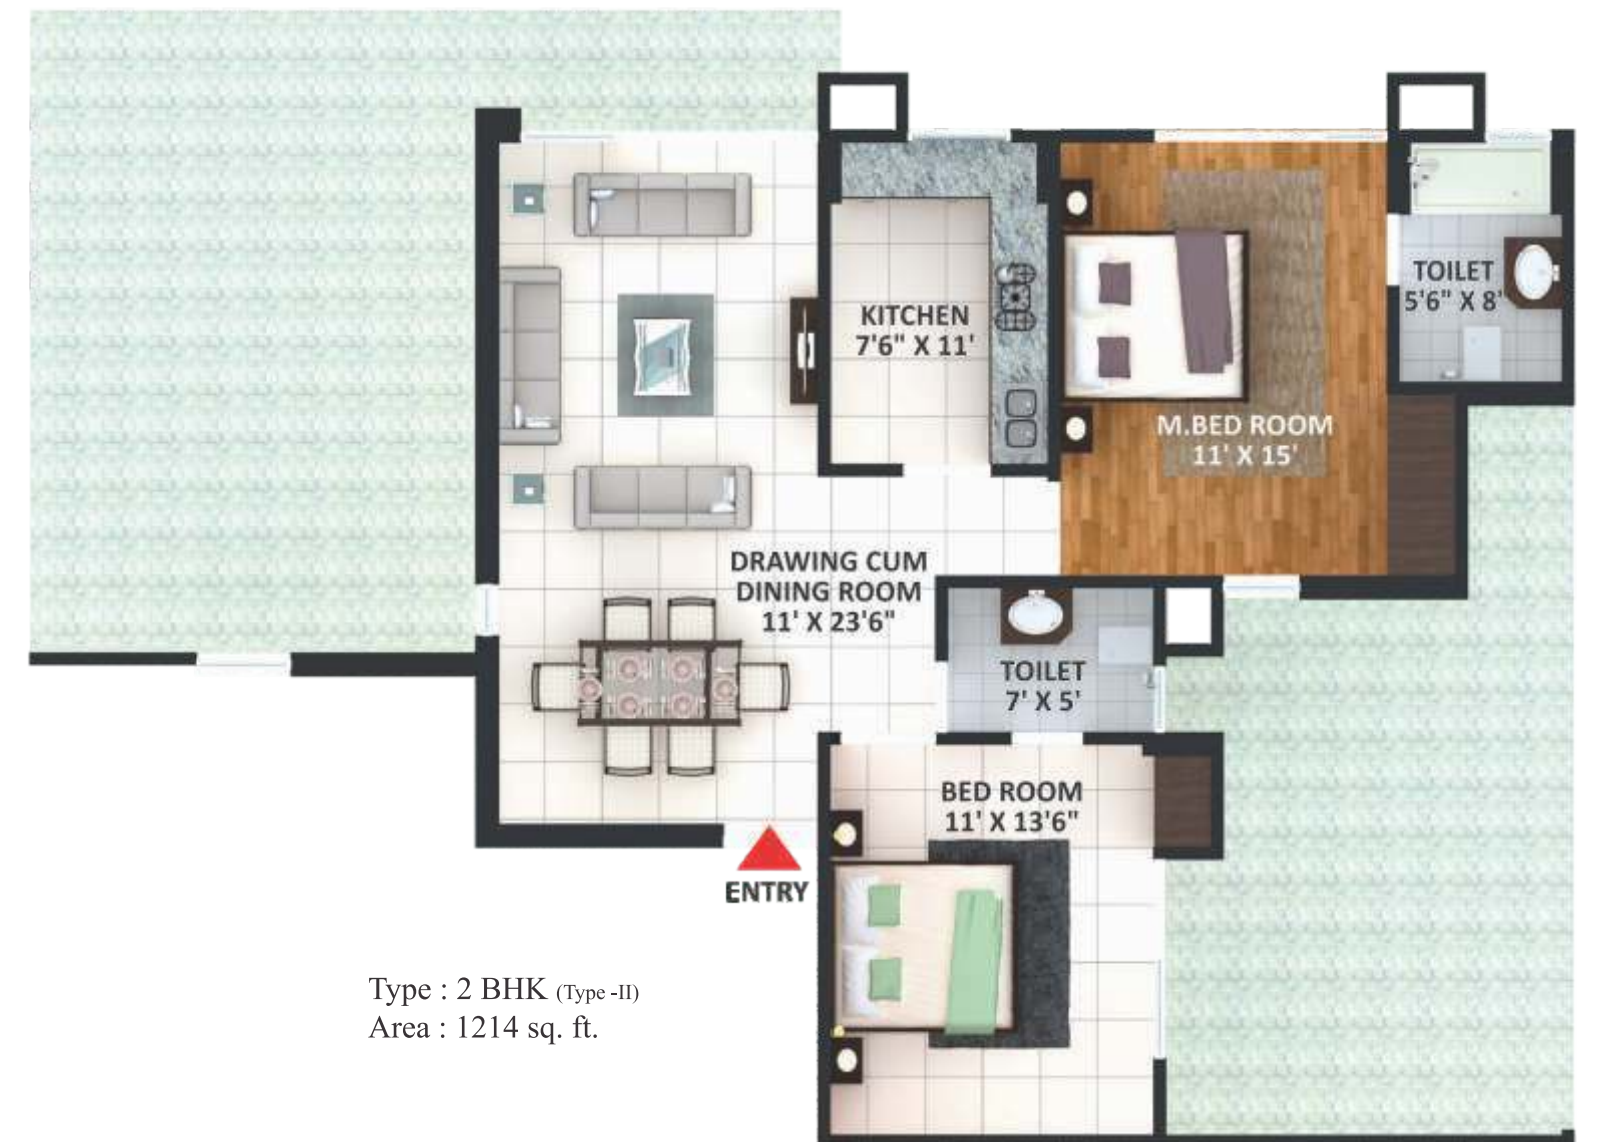 KITCHEN
7'6" X 11'
TOILET
5'6" X 8'
M.BED ROOM
11' X 15'
DRAWING CUM
DINING ROOM
11' X 23'6"
TOILET
7' X 5'
BED ROOM
11' X 13'6"
ENTRY
Type : 2 BHK (Type -II)
Area : 1214 sq. ft.